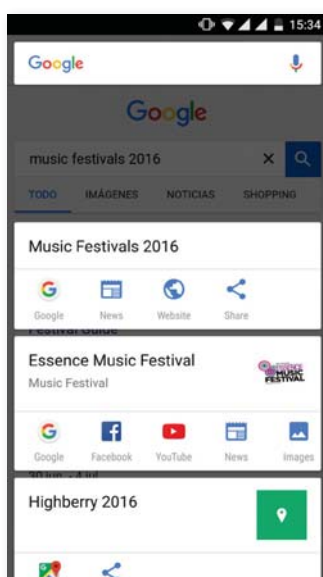 15:34
Google
Google
music festivals 2016
TODO IMÁGENES NOTICIAS SHOPPING
Music Festivals 2016
Google News Website Share
Festival Guide
Essence Music Festival
Music Festival
MUSIC
FESTIVAL
Google Facebook YouTube News Images
30 jun. - 4 jul.
Highberry 2016